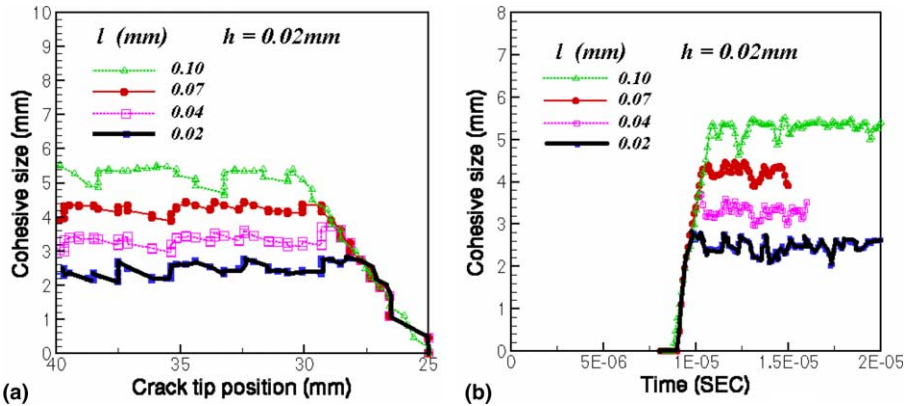 10
9
8
7
6
5
4
3
2
1
0
Cohesive size (mm)
l (mm) h = 0.02mm
0.10
0.07
0.04
0.02
40 35 30 25
Crack tip position (mm)
(a)
8
7
6
5
4
3
2
1
0
Cohesive size (mm)
l (mm) h = 0.02mm
0.10
0.07
0.04
0.02
0 5E-06 1E-05 1.5E-05 2E-05
Time (SEC)
(b)